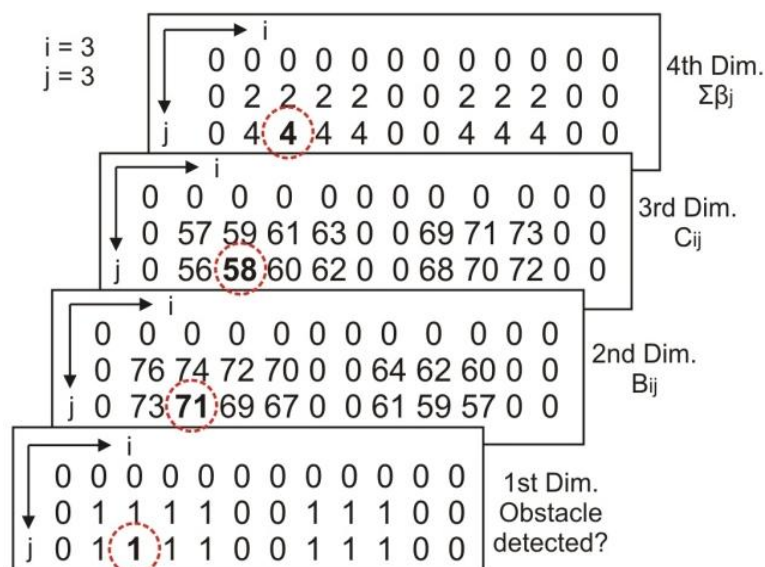 i = 3
j = 3
i
0 0 0 0 0 0 0 0 0 0 0 0
0 2 2 2 2 0 0 2 2 2 0 0
j 0 4 4 4 4 0 0 4 4 4 0 0
4th Dim.
Σβj
i
0 0 0 0 0 0 0 0 0 0 0 0
0 57 59 61 63 0 0 69 71 73 0 0
j 0 56 58 60 62 0 0 68 70 72 0 0
3rd Dim.
Cij
i
0 0 0 0 0 0 0 0 0 0 0 0
0 76 74 72 70 0 0 64 62 60 0 0
j 0 73 71 69 67 0 0 61 59 57 0 0
2nd Dim.
Bij
i
0 0 0 0 0 0 0 0 0 0 0 0
0 1 1 1 1 0 0 1 1 1 0 0
j 0 1 1 1 1 0 0 1 1 1 0 0
1st Dim.
Obstacle
detected?